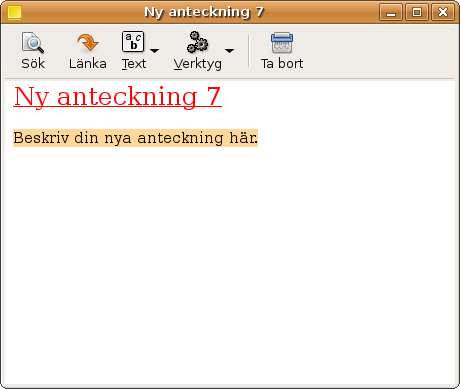 Ny anteckning 7
Sök Länka Text Verktyg Ta bort
Ny anteckning 7
Beskriv din nya anteckning här.